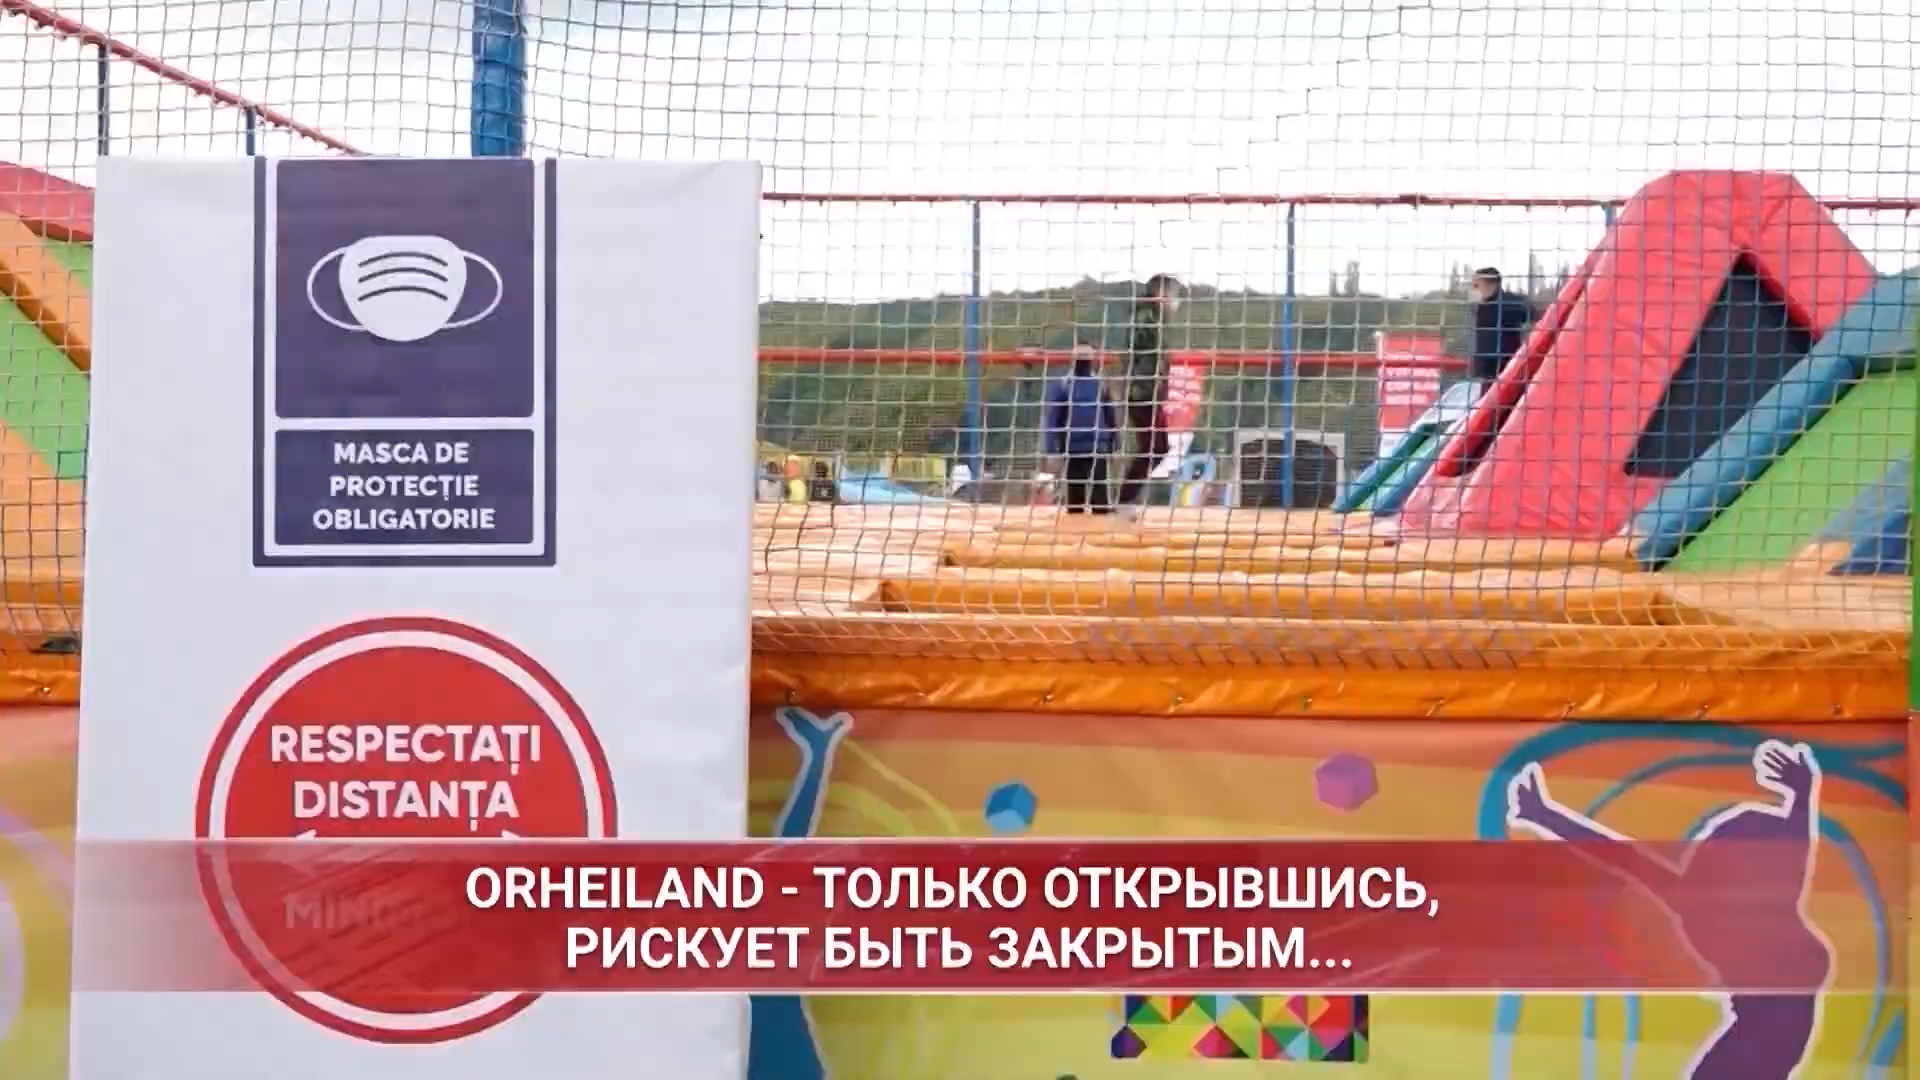 MASCA DE
PROTECȚIE
OBLIGATORIE
RESPECTAȚI
DISTANȚA
ORHEILAND - ТОЛЬКО ОТКРЫВШИСЬ,
РИСКУЕТ БЫТЬ ЗАКРЫТЫМ...